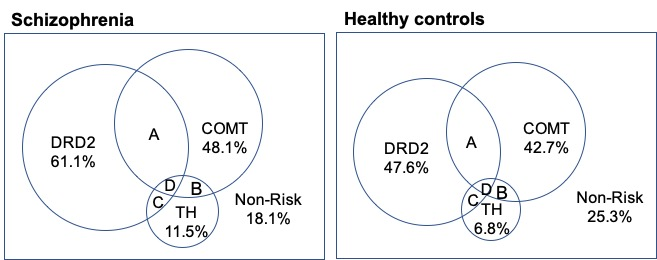 Schizophrenia
DRD2
61.1%
A
COMT
48.1%
D
B
C
TH
11.5%
Non-Risk
18.1%
Healthy controls
DRD2
47.6%
A
COMT
42.7%
D
B
C
TH
6.8%
Non-Risk
25.3%